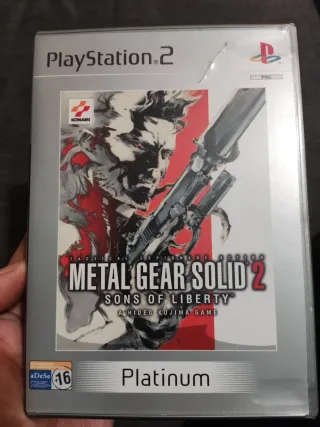 PlayStation®2
PAL
KONAMI
TACTICAL ESPIONAGE ACTION
METAL GEAR SOLID 2
SONS OF LIBERTY™
A HIDEO KOJIMA GAME
aDeSe
-16
Platinum